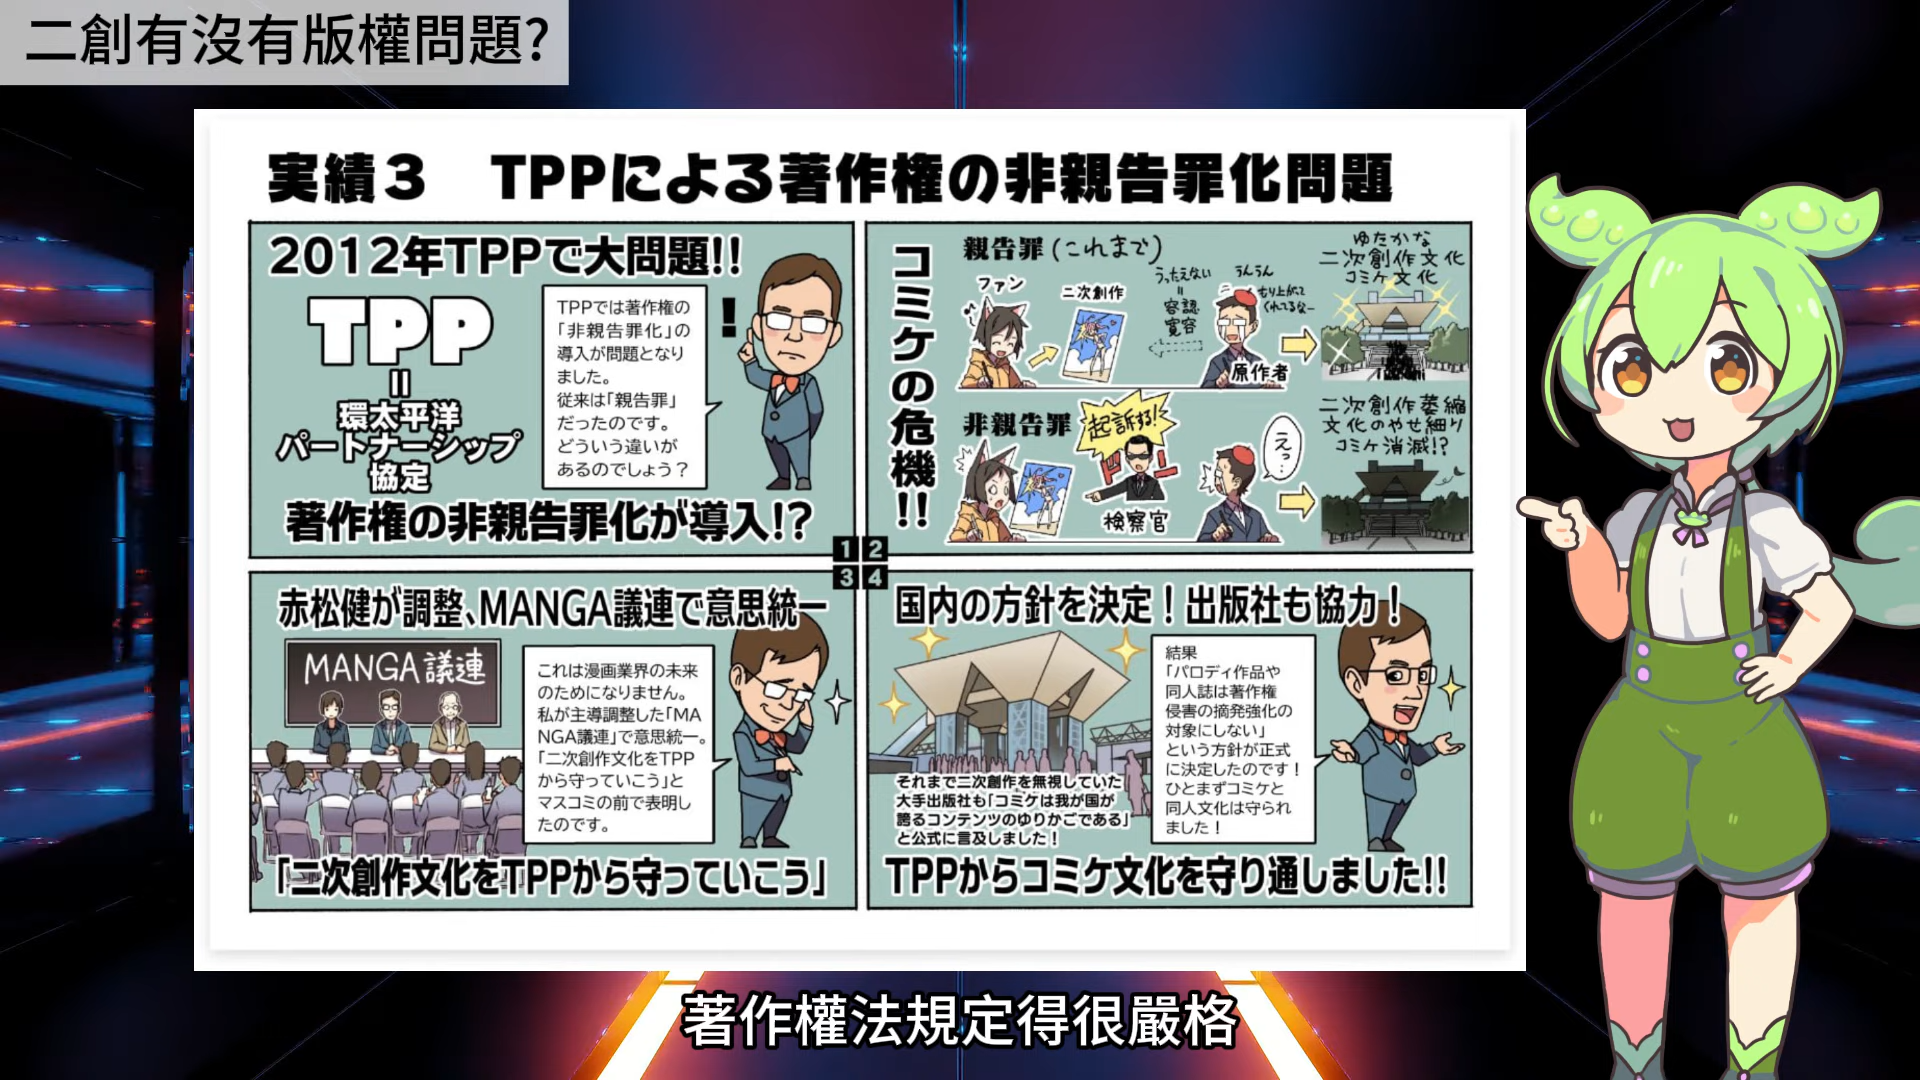 二創有沒有版權問題?
実績3 TPPによる著作権の非親告罪化問題
2012年TPPで大問題!!
TPP
=
環太平洋
パートナーシップ
協定
TPPでは著作権の
「非親告罪化」の
導入が問題となり
ました。
従来は「親告罪」
だったのです。
どういう違いが
あるのでしょう?
!
著作権の非親告罪化が導入!?
1
コミケの危機!!
親告罪(これまで)
ファン
二次創作
うったえない
=
容認
寛容
うんうん
もり上がって
くれてるなー
原作者
ゆたかな
二次創作文化
コミケ文化
非親告罪
起訴する!
検察官
えっ…
二次創作萎縮
文化のやせ細り
コミケ消滅!?
2
3
赤松健が調整、MANGA議連で意思統一
MANGA議連
これは漫画業界の未来
のためになりません。
私が主導調整した「MA
NGA議連」で意思統一。
「二次創作文化をTPP
から守っていこう」と
マスコミの前で表明し
たのです。
「二次創作文化をTPPから守っていこう」
4
国内の方針を決定!出版社も協力!
結果
「パロディ作品や
同人誌は著作権
侵害の摘発強化の
対象にしない」
という方針が正式
に決定したのです!
ひとまずコミケと
同人文化は守られ
ました!
それまで二次創作を無視していた
大手出版社も「コミケは我が国が
誇るコンテンツのゆりかごである」
と公式に言及しました!
TPPからコミケ文化を守り通しました!!
著作權法規定得很嚴格